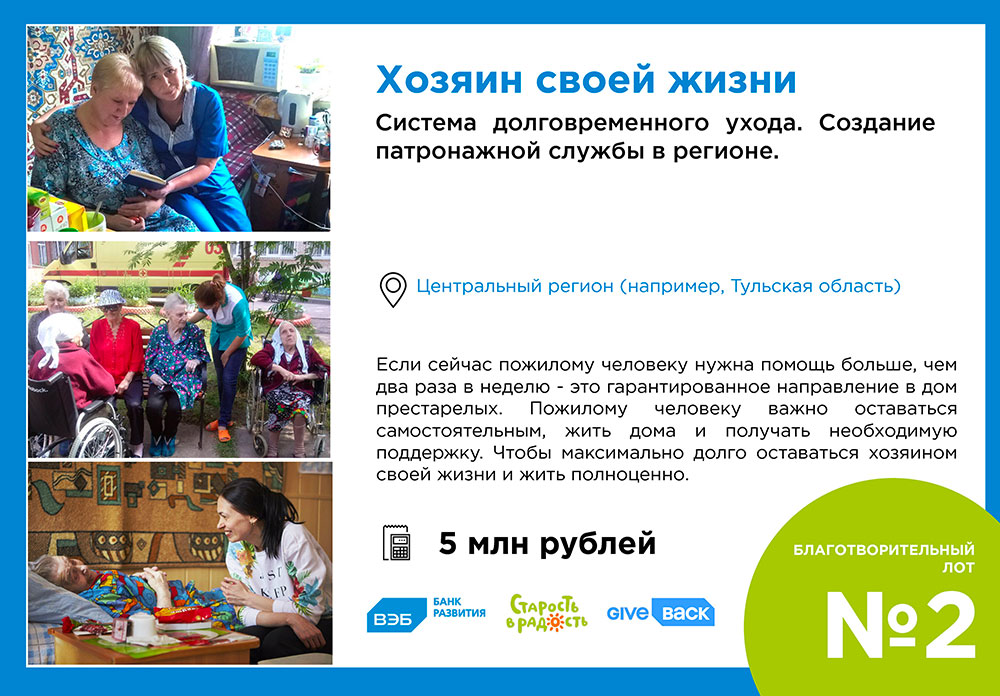 Хозяин своей жизни
Система долговременного ухода. Создание
патронажной службы в регионе.
Центральный регион (например, Тульская область)
Если сейчас пожилому человеку нужна помощь больше, чем
два раза в неделю - это гарантированное направление в дом
престарелых. Пожилому человеку важно оставаться
самостоятельным, жить дома и получать необходимую
поддержку. Чтобы максимально долго оставаться хозяином
своей жизни и жить полноценно.
5 млн рублей
БЛАГОТВОРИТЕЛЬНЫЙ
ЛОТ
№2
ВЭБ
БАНК
РАЗВИТИЯ
Старость
в радость
GIVE BACK
03